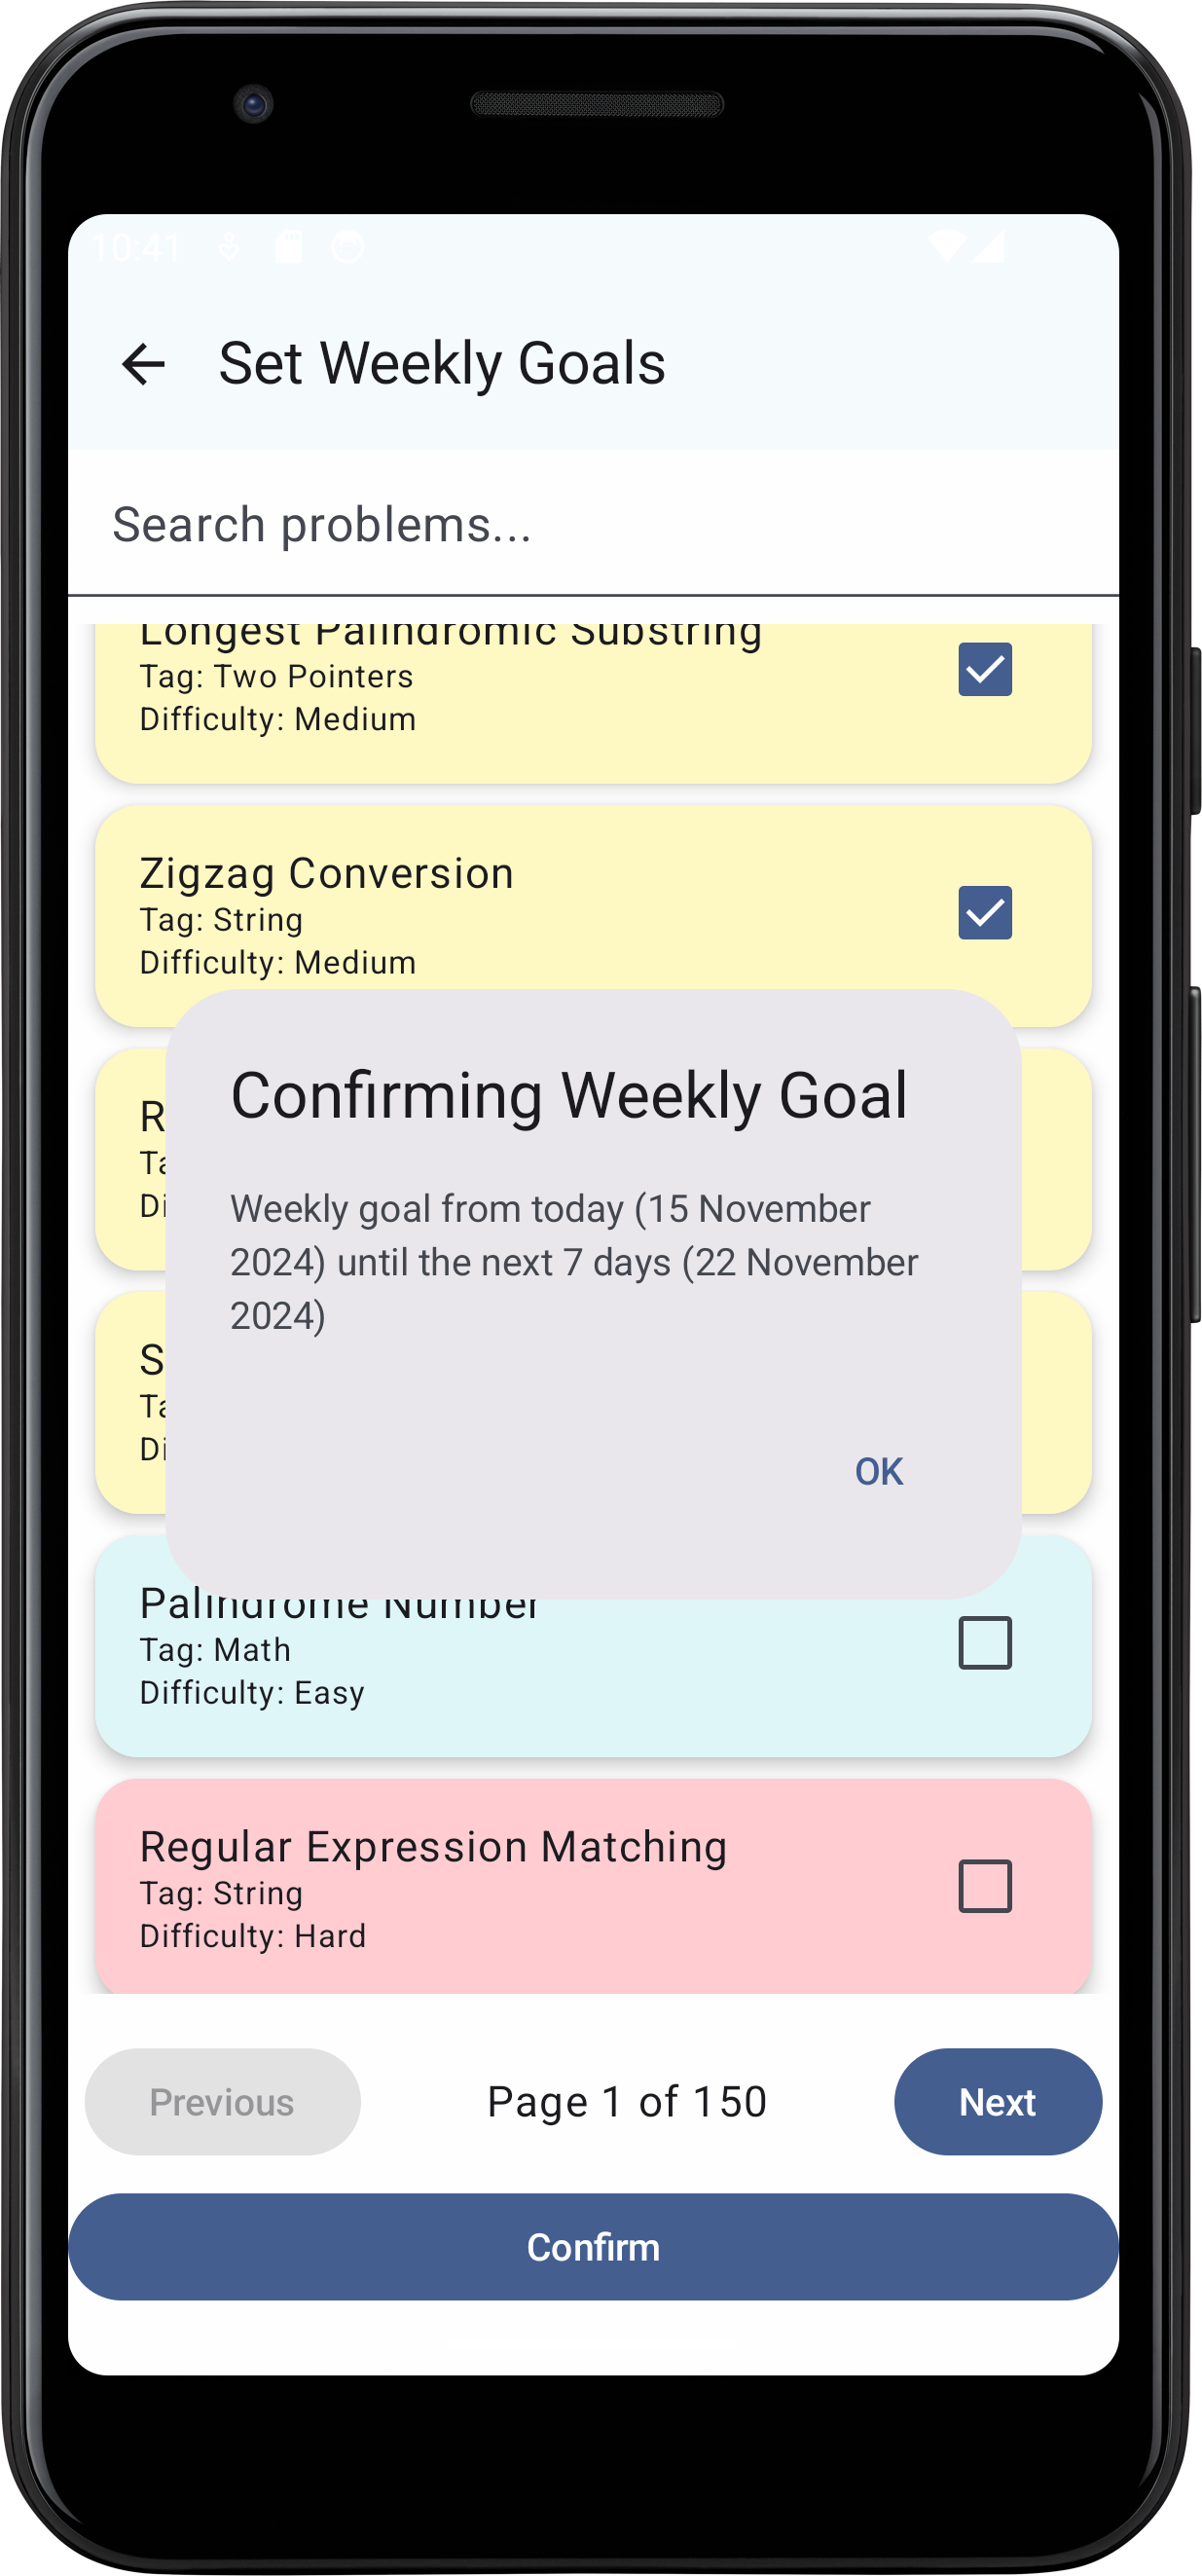 10:41
Set Weekly Goals
Search problems...
Longest Palindromic Substring
Tag: Two Pointers
Difficulty: Medium
Zigzag Conversion
Tag: String
Difficulty: Medium
R
Ta
Di
S
Ta
Di
Confirming Weekly Goal
Weekly goal from today (15 November
2024) until the next 7 days (22 November
2024)
OK
Palindrome Number
Tag: Math
Difficulty: Easy
Regular Expression Matching
Tag: String
Difficulty: Hard
Previous
Page 1 of 150
Next
Confirm